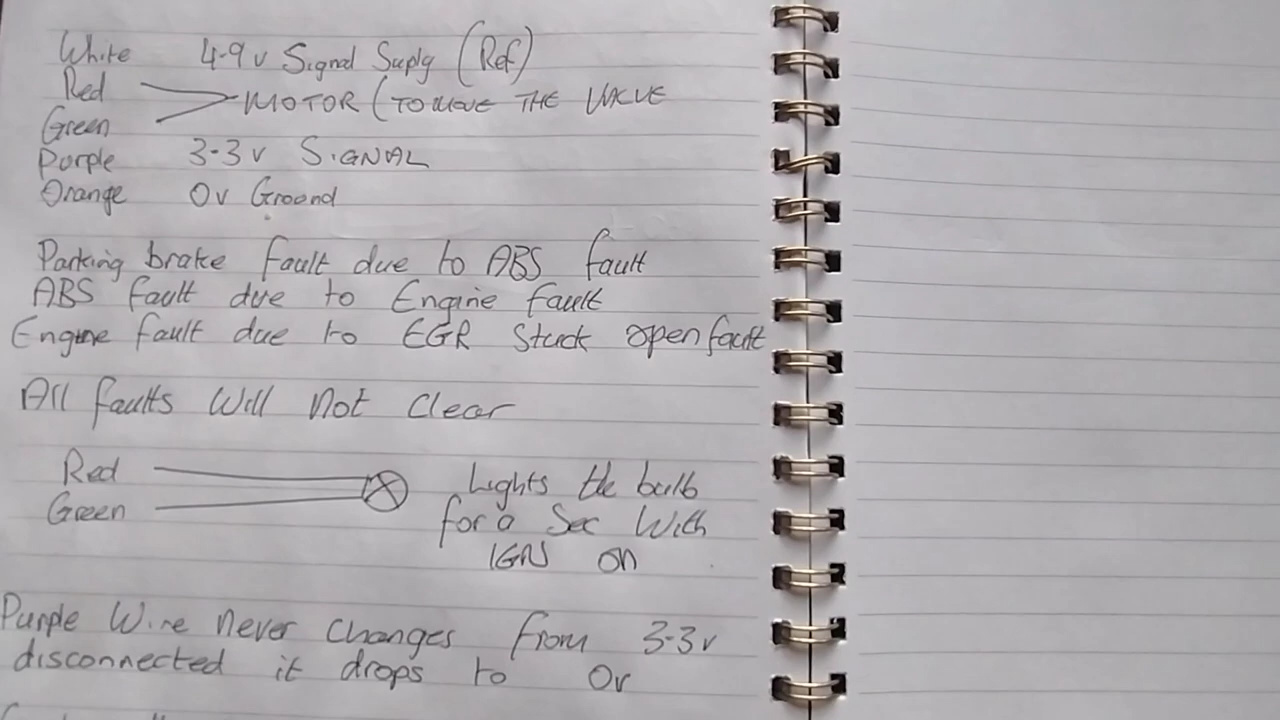 White 4.9v Signal Suply (Ref)
Red
MOTOR (TO MOVE THE VALVE
Green
Purple 3.3v SIGNAL
Orange 0v Ground
Parking brake fault due to ABS fault
ABS fault due to Engine fault
Engine fault due to EGR Stuck open fault
All faults Will not Clear
Red
Green
Lights the bulb
for a Sec With
IGN on
Purple Wire never changes from 3.3v
disconnected it drops to 0v